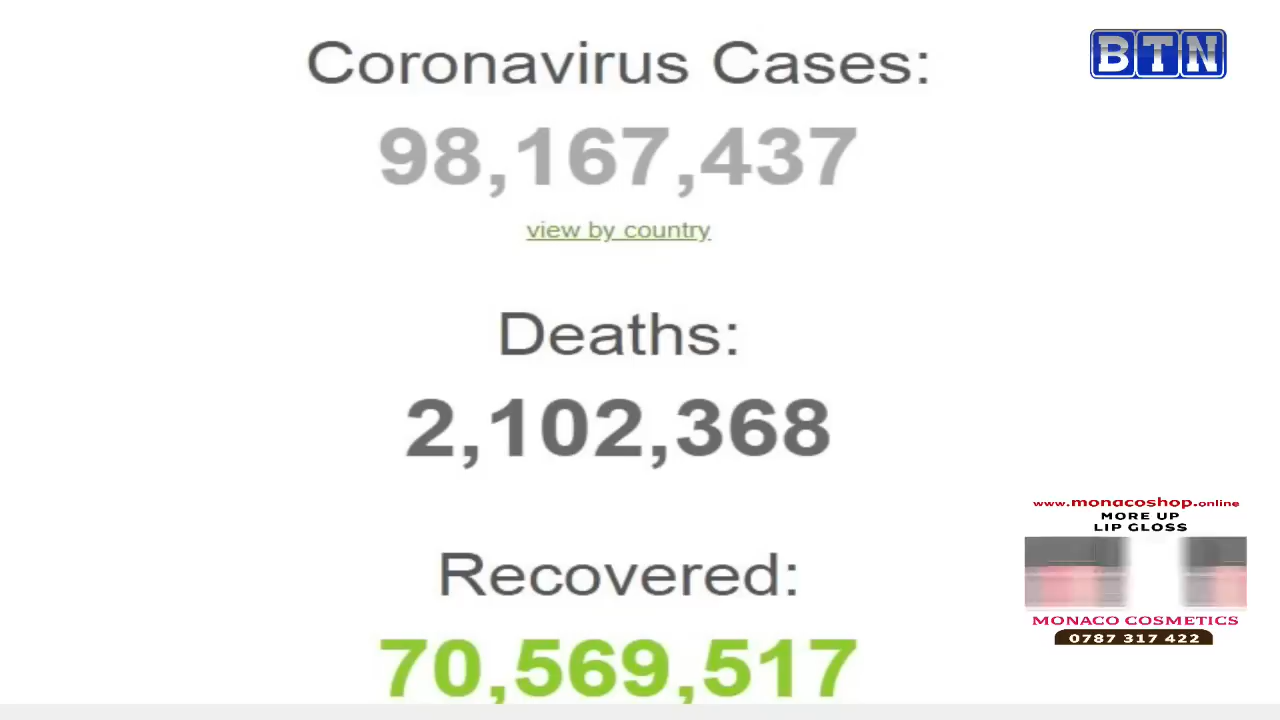 Coronavirus Cases:
BTN
98,167,437
view by country
Deaths:
2,102,368
www.monacoshop.online
MORE UP
LIP GLOSS
Recovered:
MONACO COSMETICS
0787 317 422
70,569,517